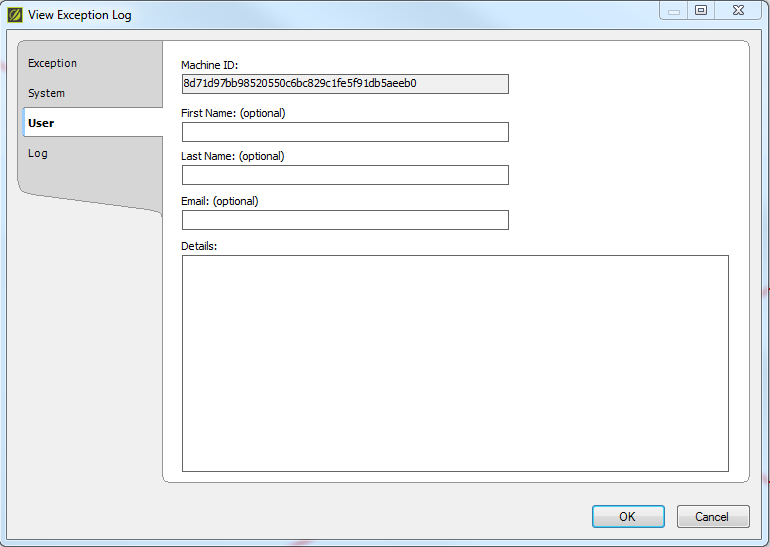 View Exception Log
Exception
System
User
Log
Machine ID:
8d71d97bb98520550c6bc829c1fe5f91db5aeeb0
First Name: (optional)
Last Name: (optional)
Email: (optional)
Details:
OK
Cancel